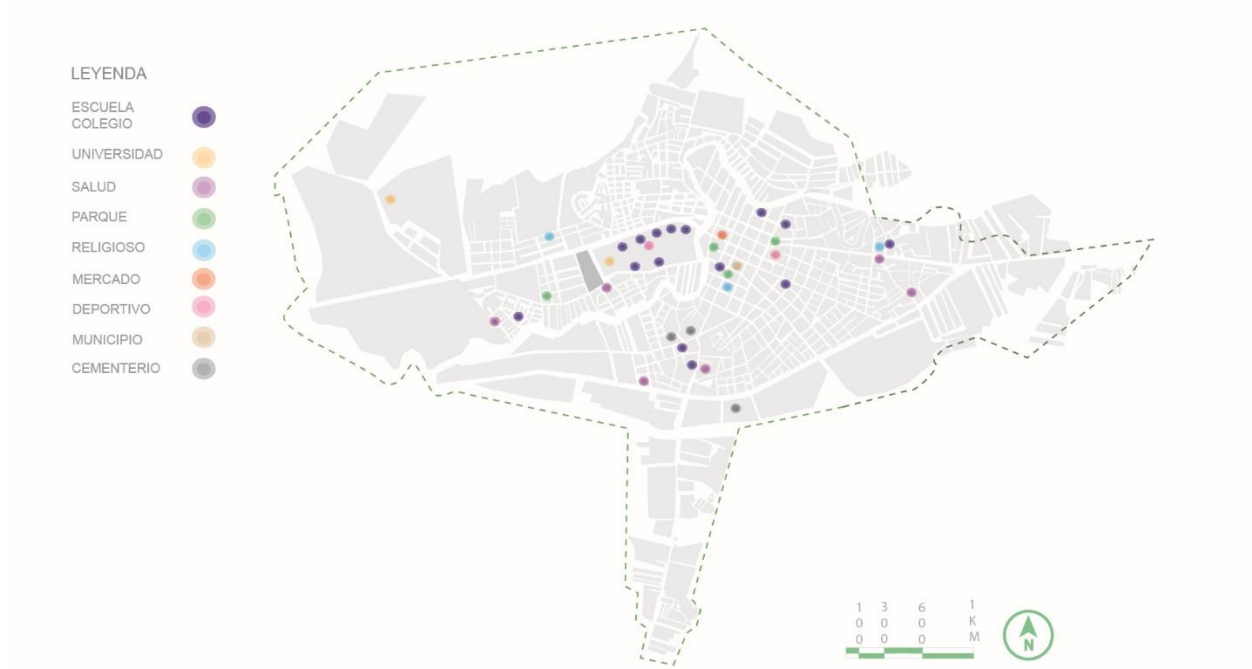 LEYENDA
ESCUELA
COLEGIO
UNIVERSIDAD
SALUD
PARQUE
RELIGIOSO
MERCADO
DEPORTIVO
MUNICIPIO
CEMENTERIO
1 3 6 1
0 0 0 K
0 0 0 M
N